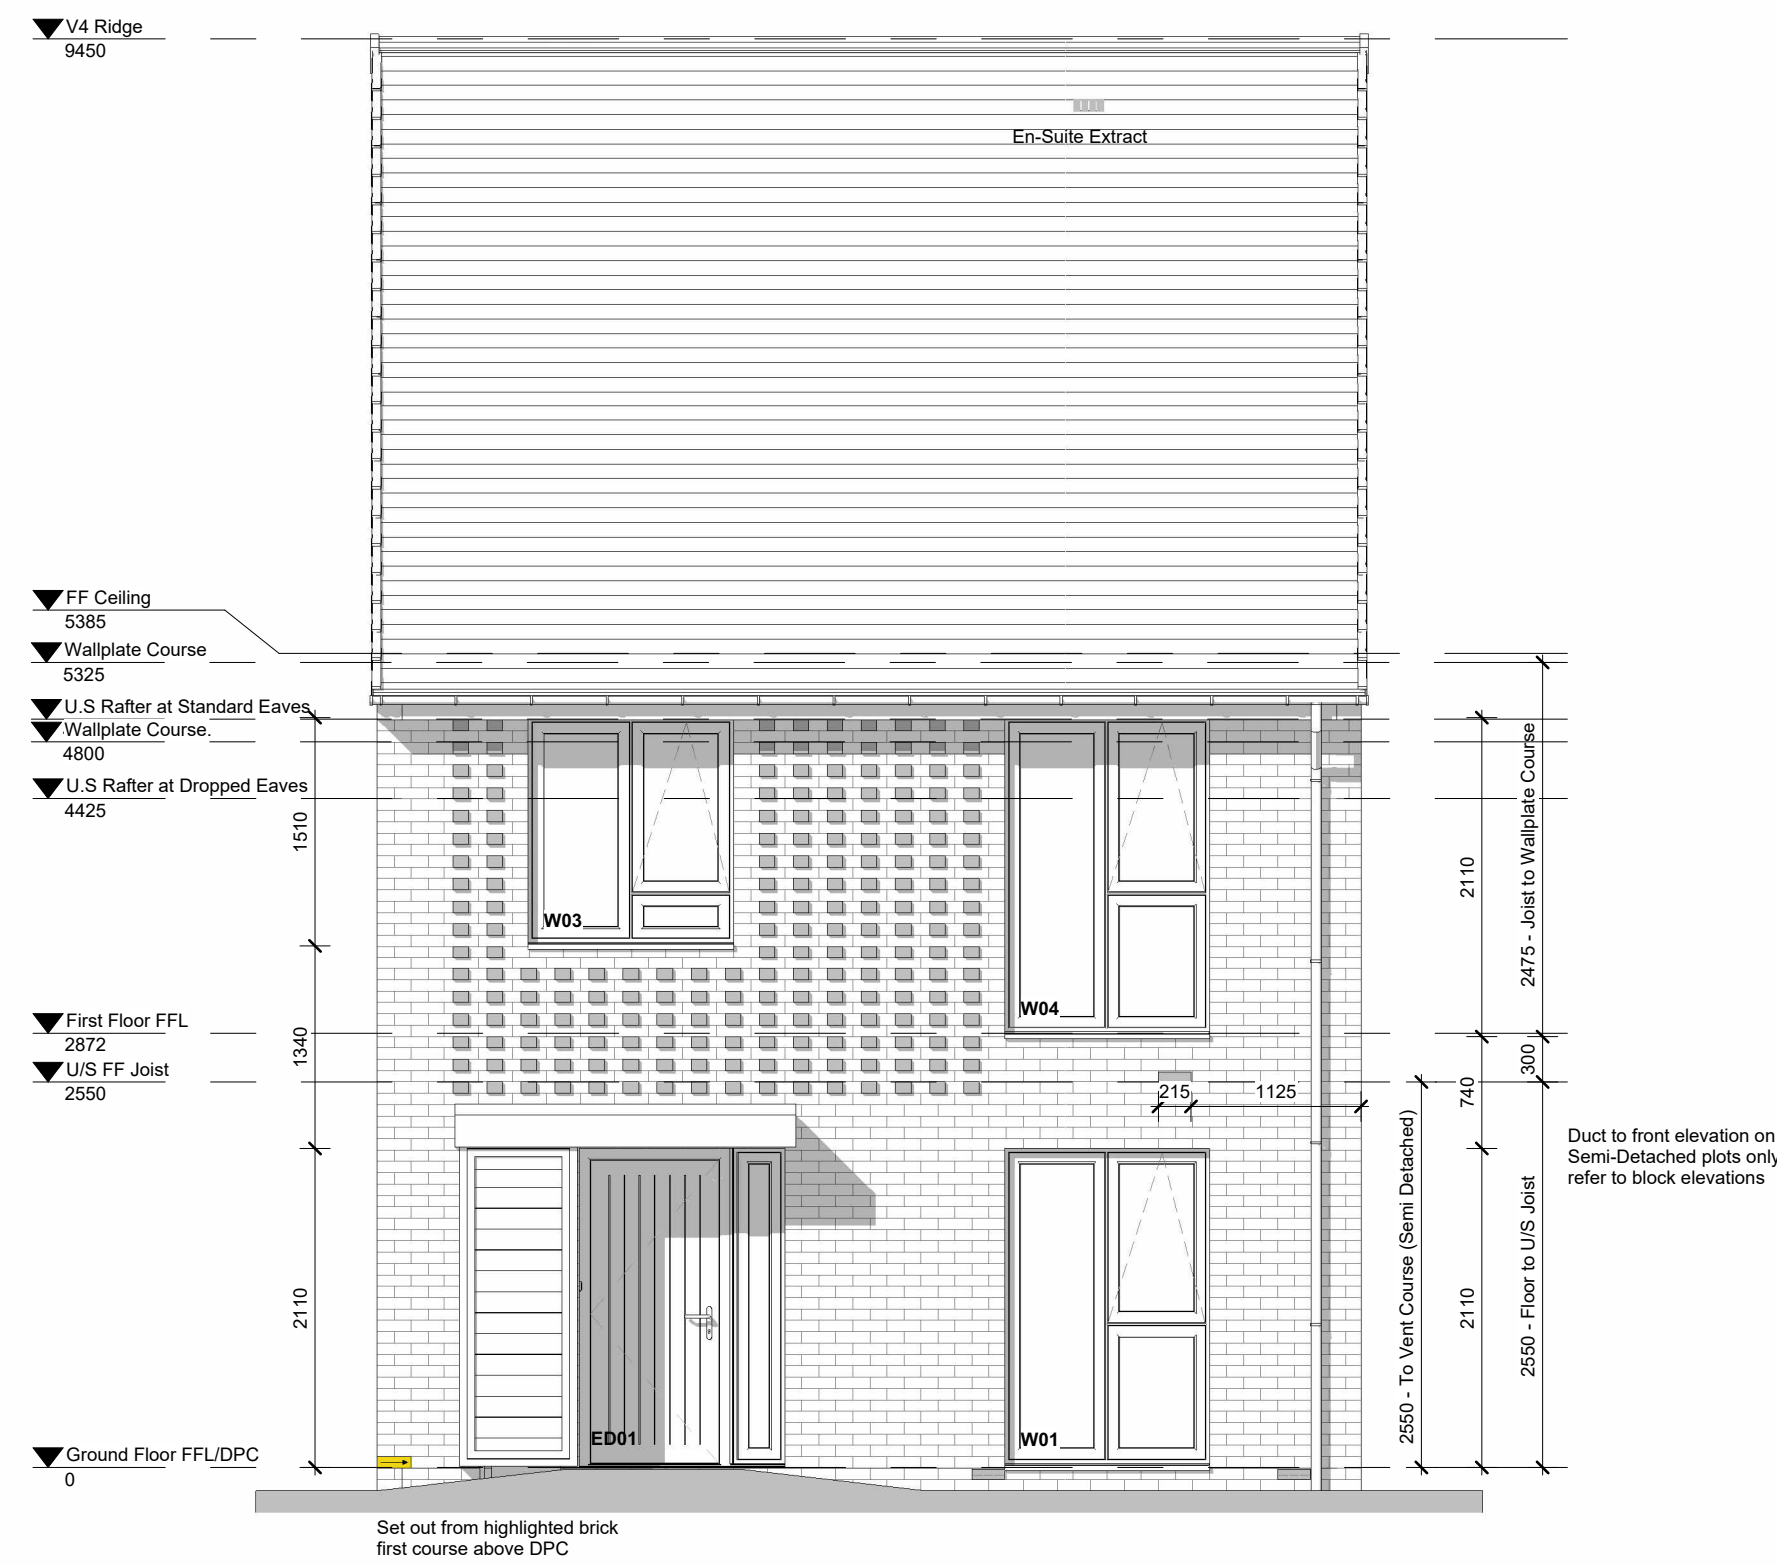 V4 Ridge
9450
En-Suite Extract
FF Ceiling
5385
Wallplate Course
5325
U.S Rafter at Standard Eaves
Wallplate Course.
4800
U.S Rafter at Dropped Eaves
4425
1510
W03
W04
2110
2475 - Joist to Wallplate Course
First Floor FFL
2872
1340
U/S FF Joist
2550
300
740
215
1125
Duct to front elevation on
Semi-Detached plots only
refer to block elevations
2110
ED01
W01
2550 - To Vent Course (Semi Detached)
2110
2550 - Floor to U/S Joist
Ground Floor FFL/DPC
0
Set out from highlighted brick
first course above DPC